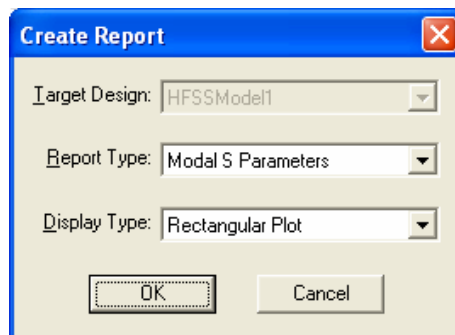 Create Report
Target Design: HFSSModel1
Report Type: Modal S Parameters
Display Type: Rectangular Plot
OK Cancel